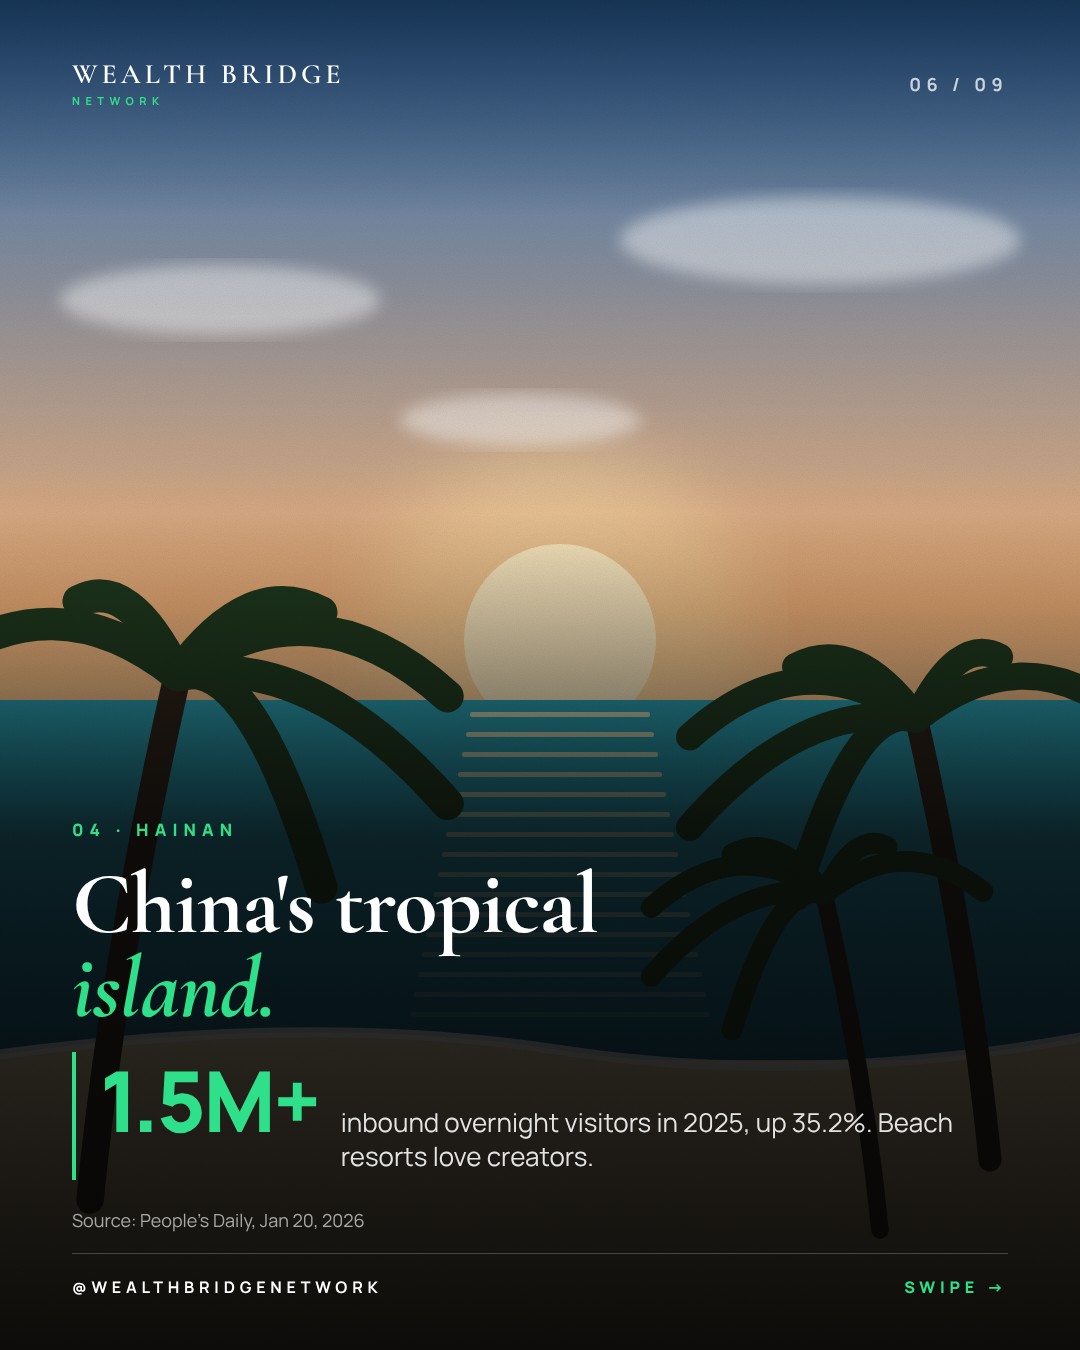 WEALTH BRIDGE
NETWORK
06 / 09
04 · HAINAN
China's tropical
island.
1.5M+
inbound overnight visitors in 2025, up 35.2%. Beach
resorts love creators.
Source: People's Daily, Jan 20, 2026
@WEALTHBRIDGENETWORK
SWIPE →